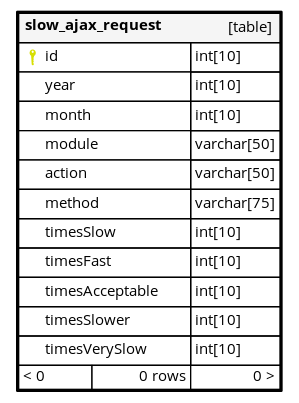 slow_ajax_request [table]
id int[10]
year int[10]
month int[10]
module varchar[50]
action varchar[50]
method varchar[75]
timesSlow int[10]
timesFast int[10]
timesAcceptable int[10]
timesSlower int[10]
timesVerySlow int[10]
< 0 0 rows 0 >